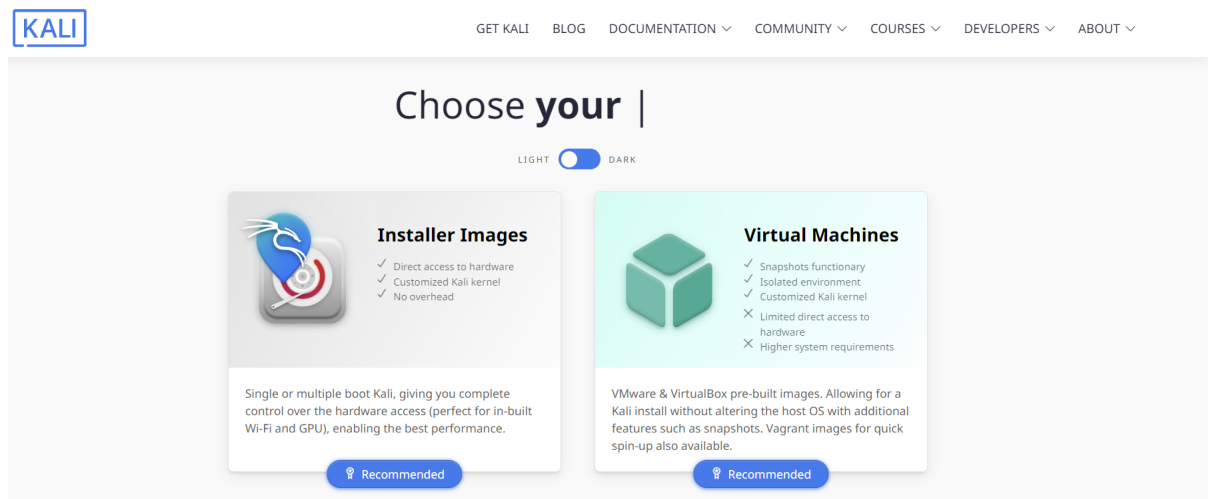 KALI
GET KALI BLOG DOCUMENTATION COMMUNITY COURSES DEVELOPERS ABOUT
Choose your |
LIGHT DARK
Installer Images
Direct access to hardware
Customized Kali kernel
No overhead
Single or multiple boot Kali, giving you complete
control over the hardware access (perfect for in-built
Wi-Fi and GPU), enabling the best performance.
Recommended
Virtual Machines
Snapshots functionary
Isolated environment
Customized Kali kernel
Limited direct access to
hardware
Higher system requirements
VMware & VirtualBox pre-built images. Allowing for a
Kali install without altering the host OS with additional
features such as snapshots. Vagrant images for quick
spin-up also available.
Recommended